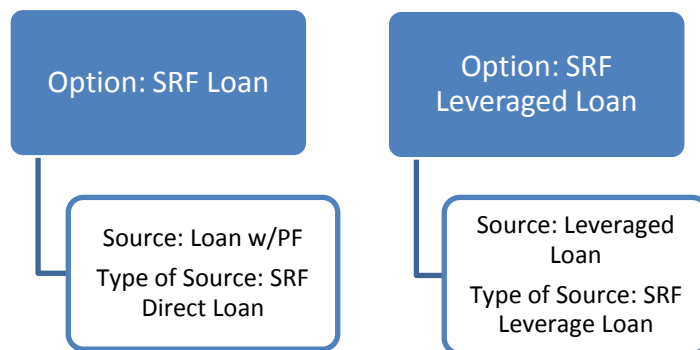 Option: SRF Loan
Source: Loan w/PF
Type of Source: SRF
Direct Loan
Option: SRF
Leveraged Loan
Source: Leveraged
Loan
Type of Source: SRF
Leverage Loan